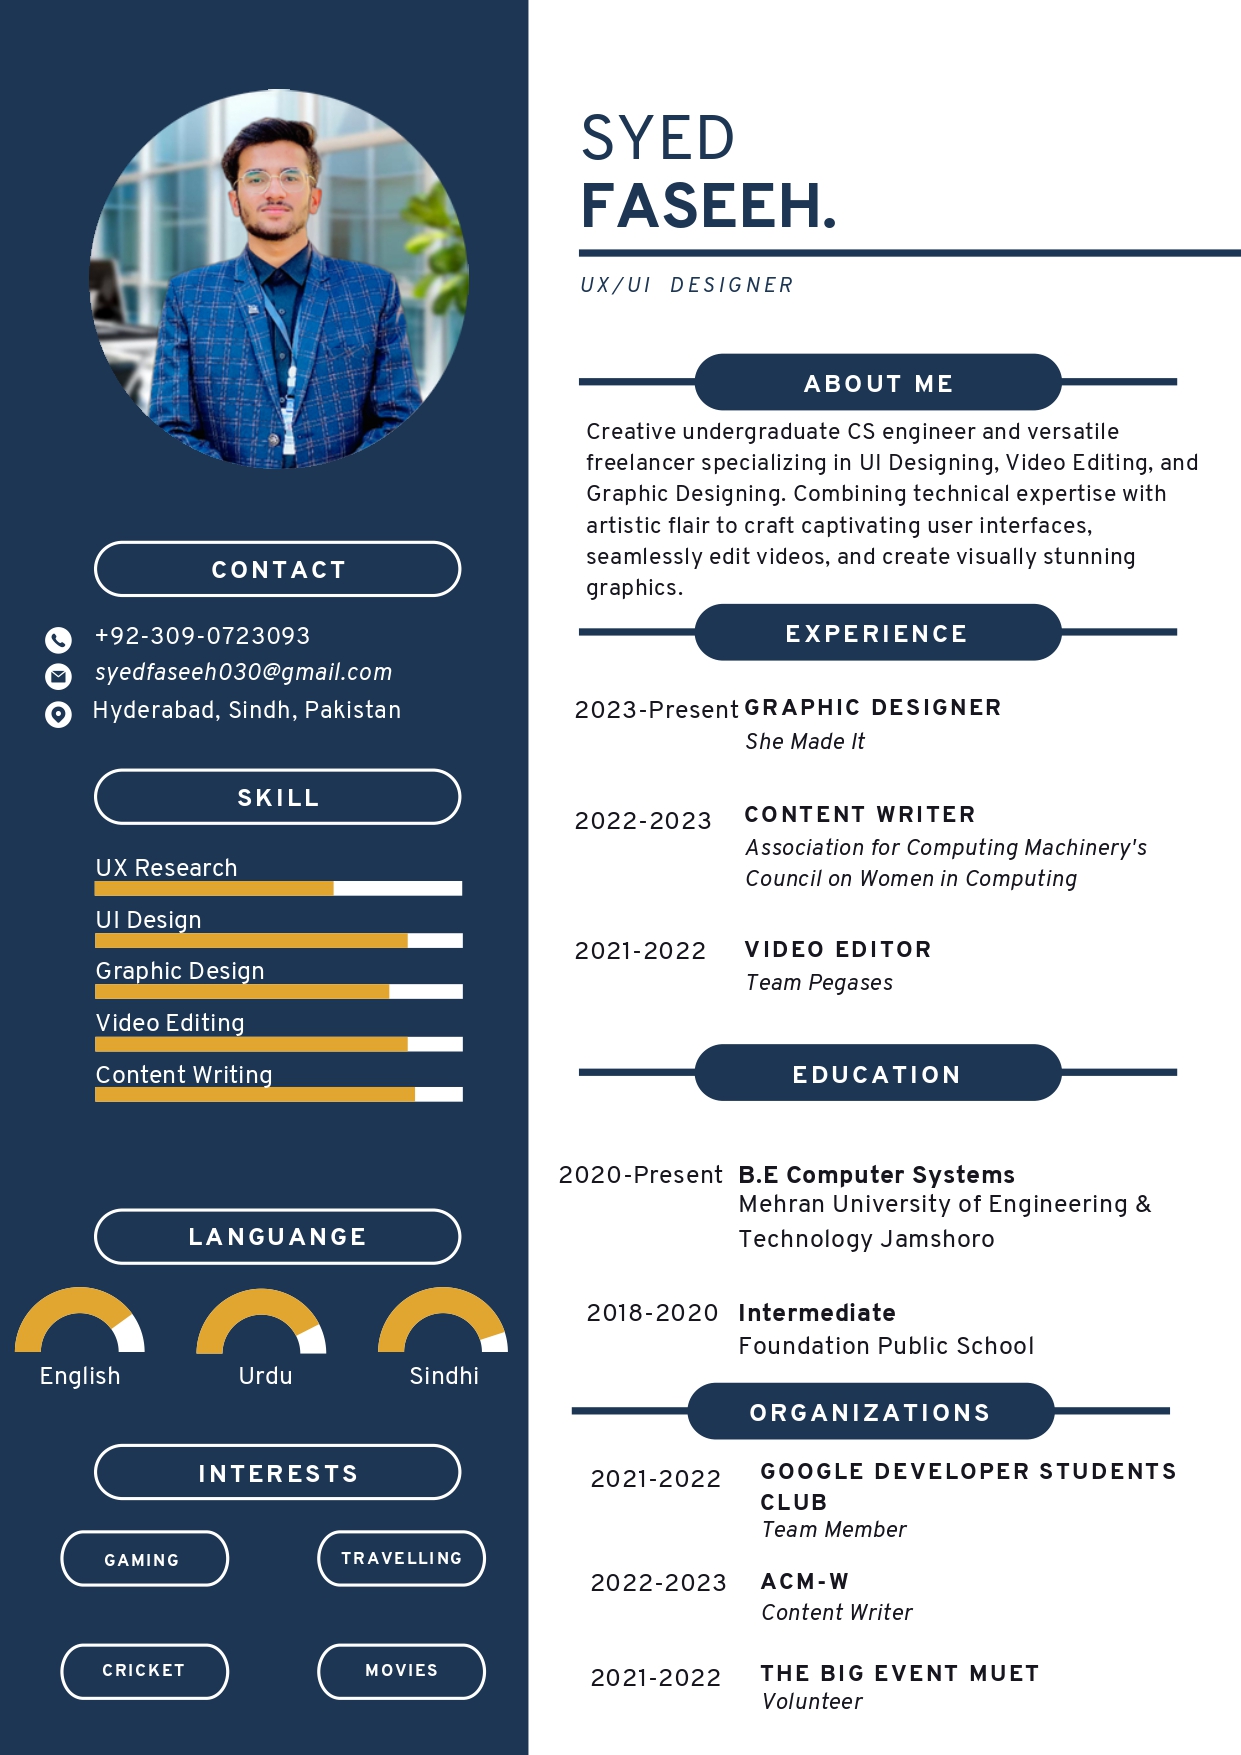 SYED
FASEEH.
UX/UI DESIGNER
CONTACT
+92-309-0723093
syedfaseeh030@gmail.com
Hyderabad, Sindh, Pakistan
SKILL
UX Research
UI Design
Graphic Design
Video Editing
Content Writing
LANGUANGE
English
Urdu
Sindhi
INTERESTS
GAMING
TRAVELLING
CRICKET
MOVIES
ABOUT ME
Creative undergraduate CS engineer and versatile
freelancer specializing in UI Designing, Video Editing, and
Graphic Designing. Combining technical expertise with
artistic flair to craft captivating user interfaces,
seamlessly edit videos, and create visually stunning
graphics.
EXPERIENCE
2023-Present GRAPHIC DESIGNER
She Made It
2022-2023 CONTENT WRITER
Association for Computing Machinery's
Council on Women in Computing
2021-2022 VIDEO EDITOR
Team Pegases
EDUCATION
2020-Present B.E Computer Systems
Mehran University of Engineering &
Technology Jamshoro
2018-2020 Intermediate
Foundation Public School
ORGANIZATIONS
2021-2022 GOOGLE DEVELOPER STUDENTS
CLUB
Team Member
2022-2023 ACM-W
Content Writer
2021-2022 THE BIG EVENT MUET
Volunteer